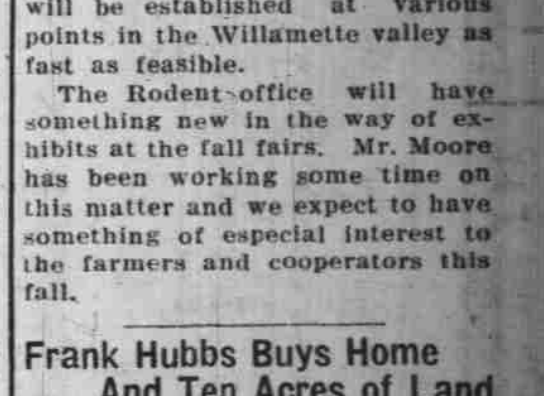 will be established at various
points in the Willamette valley as
fast as feasible.
The Rodent office will have
something new in the way of ex-
hibits at the fall fairs. Mr. Moore
has been working some time on
this matter and we expect to have
something of especial interest to
the farmers and cooperators this
fall.
Frank Hubbs Buys Home
And Ten Acres of Land